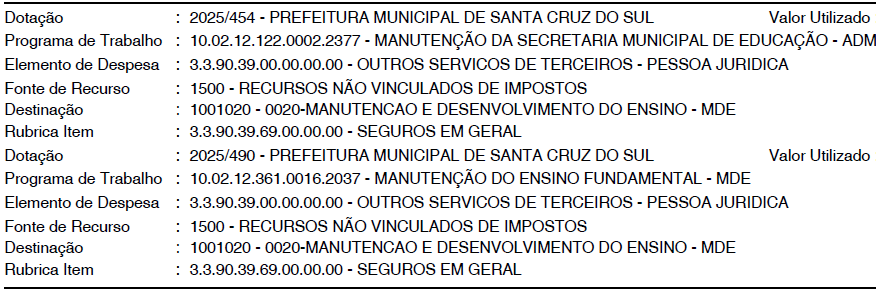 Dotação : 2025/454 - PREFEITURA MUNICIPAL DE SANTA CRUZ DO SUL Valor Utilizado
Programa de Trabalho : 10.02.12.122.0002.2377 - MANUTENÇÃO DA SECRETARIA MUNICIPAL DE EDUCAÇÃO - ADM
Elemento de Despesa : 3.3.90.39.00.00.00.00 - OUTROS SERVICOS DE TERCEIROS - PESSOA JURIDICA
Fonte de Recurso : 1500 - RECURSOS NÃO VINCULADOS DE IMPOSTOS
Destinação : 1001020 - 0020-MANUTENCAO E DESENVOLVIMENTO DO ENSINO - MDE
Rubrica Item : 3.3.90.39.69.00.00.00 - SEGUROS EM GERAL
Dotação : 2025/490 - PREFEITURA MUNICIPAL DE SANTA CRUZ DO SUL Valor Utilizado
Programa de Trabalho : 10.02.12.361.0016.2037 - MANUTENÇÃO DO ENSINO FUNDAMENTAL - MDE
Elemento de Despesa : 3.3.90.39.00.00.00.00 - OUTROS SERVICOS DE TERCEIROS - PESSOA JURIDICA
Fonte de Recurso : 1500 - RECURSOS NÃO VINCULADOS DE IMPOSTOS
Destinação : 1001020 - 0020-MANUTENCAO E DESENVOLVIMENTO DO ENSINO - MDE
Rubrica Item : 3.3.90.39.69.00.00.00 - SEGUROS EM GERAL